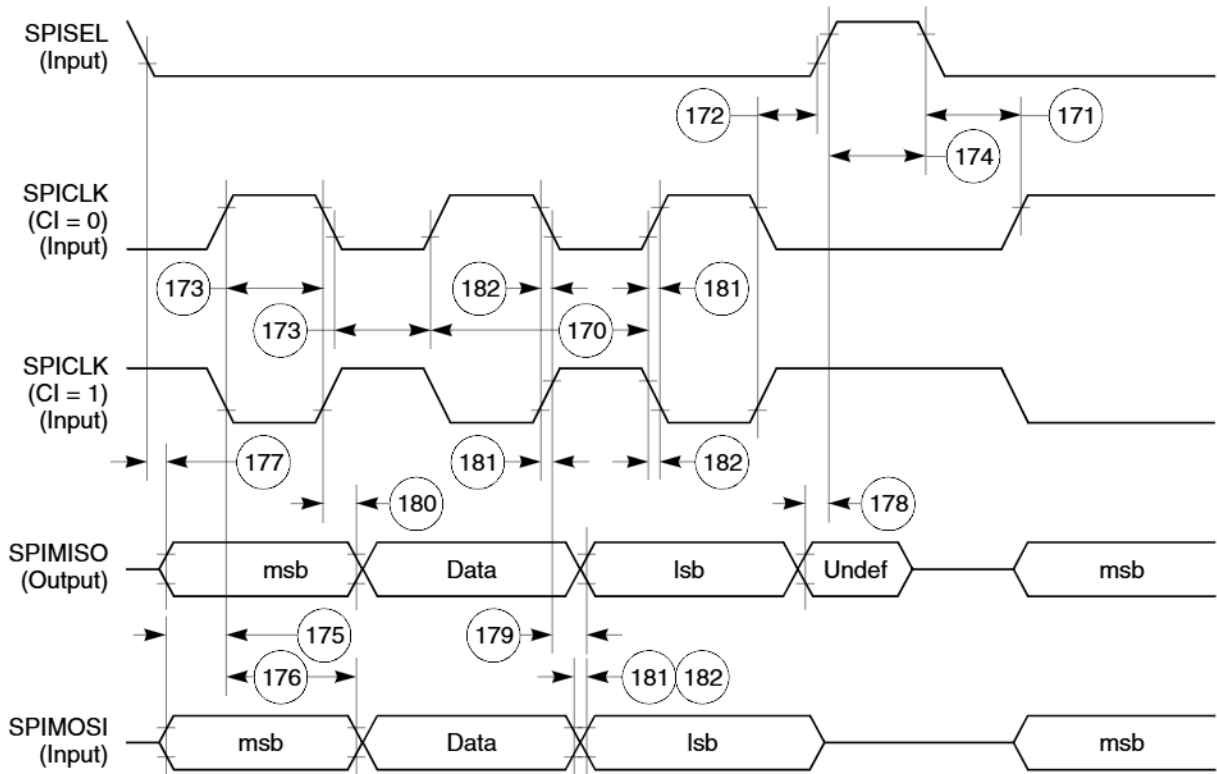 SPISEL
(Input)
172
171
174
SPICLK
(CI = 0)
(Input)
173
182
181
173
170
SPICLK
(CI = 1)
(Input)
177
181
182
180
178
SPIMISO
(Output)
msb
Data
lsb
Undef
msb
175
179
176
181
182
SPIMOSI
(Input)
msb
Data
lsb
msb